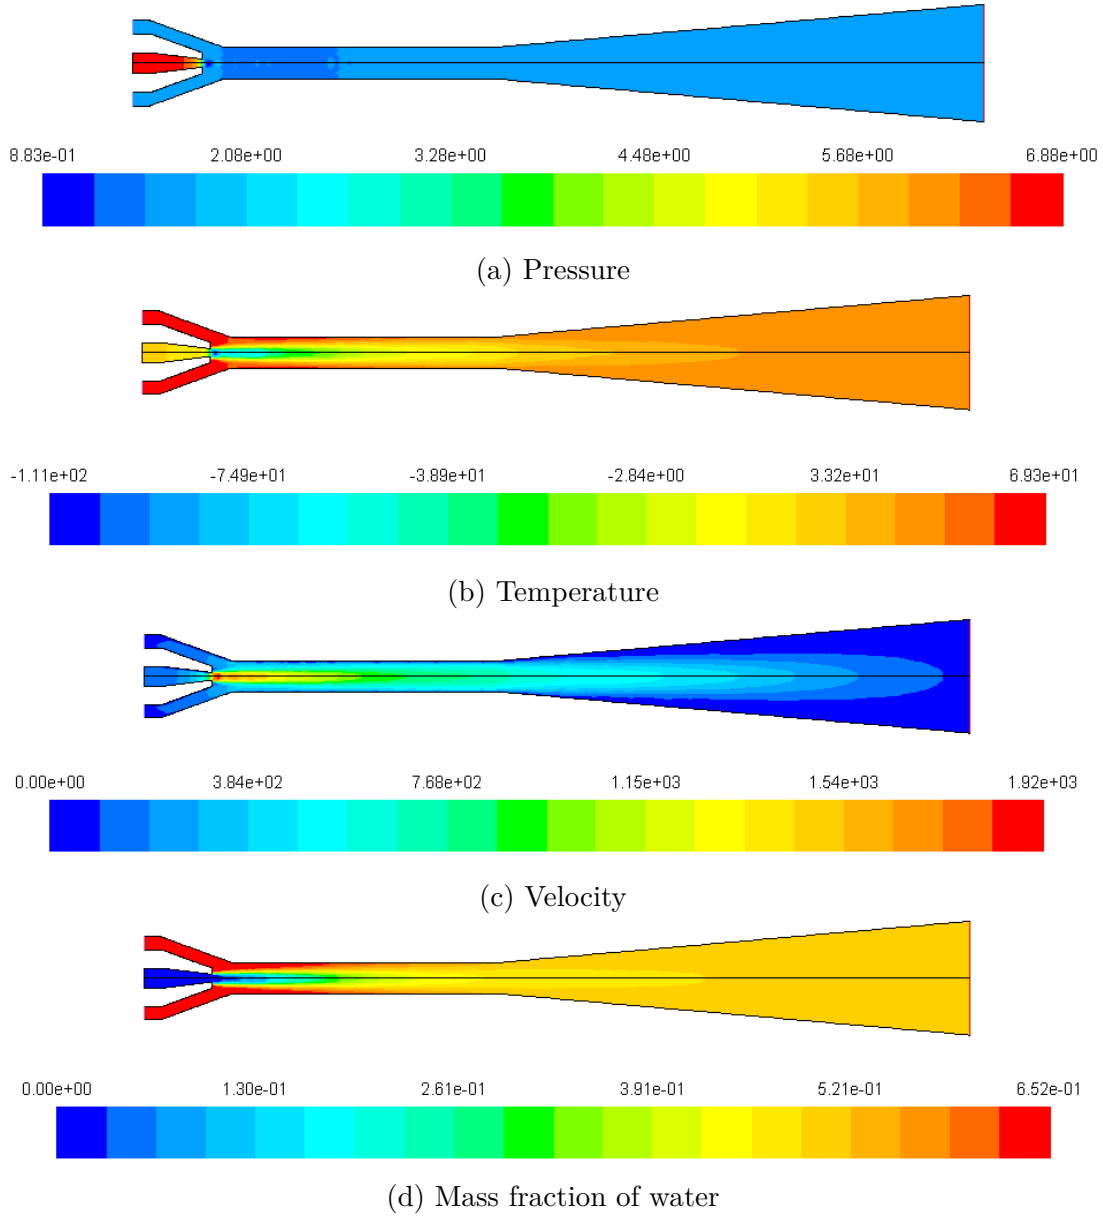 8.83e-01 2.08e+00 3.28e+00 4.48e+00 5.68e+00 6.88e+00
(a) Pressure
-1.11e+02 -7.49e+01 -3.89e+01 -2.84e+00 3.32e+01 6.93e+01
(b) Temperature
0.00e+00 3.84e+02 7.68e+02 1.15e+03 1.54e+03 1.92e+03
(c) Velocity
0.00e+00 1.30e-01 2.61e-01 3.91e-01 5.21e-01 6.52e-01
(d) Mass fraction of water